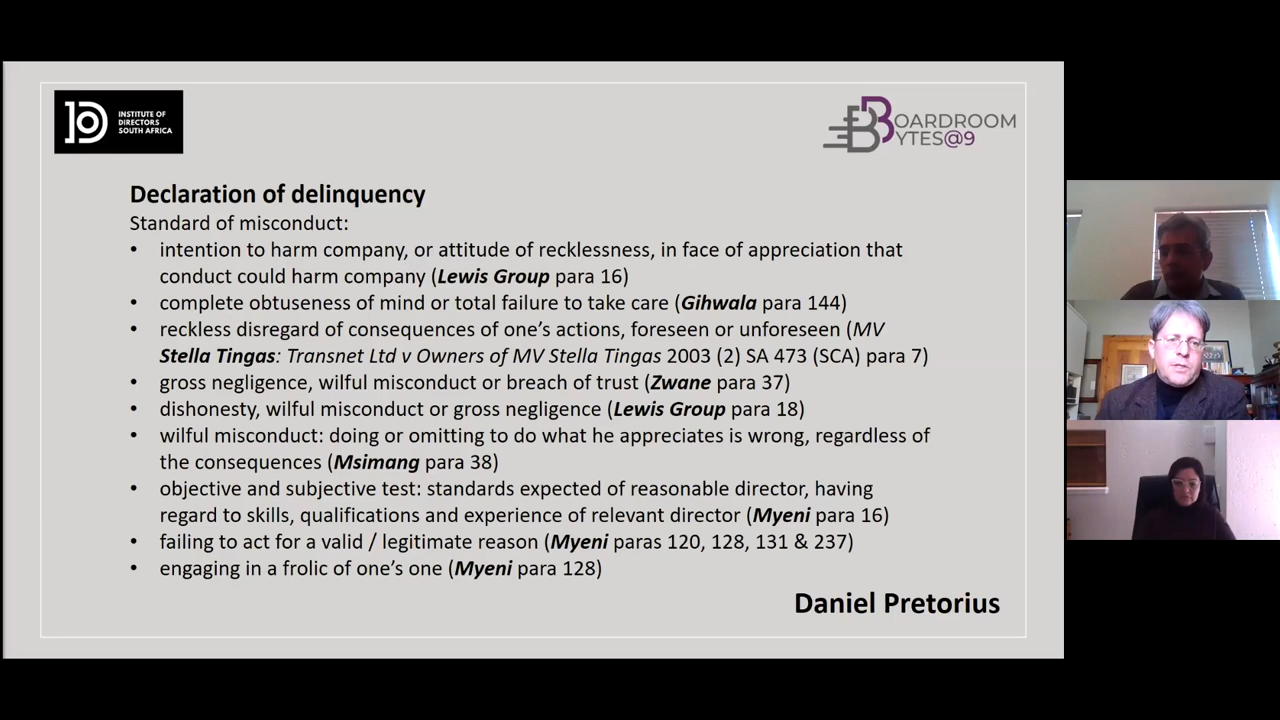 INSTITUTE OF
DIRECTORS
SOUTH AFRICA
BOARDROOM
BYTES@9
Declaration of delinquency
Standard of misconduct:
• intention to harm company, or attitude of recklessness, in face of appreciation that
conduct could harm company (Lewis Group para 16)
• complete obtuseness of mind or total failure to take care (Gihwala para 144)
• reckless disregard of consequences of one’s actions, foreseen or unforeseen (MV
Stella Tingas: Transnet Ltd v Owners of MV Stella Tingas 2003 (2) SA 473 (SCA) para 7)
• gross negligence, wilful misconduct or breach of trust (Zwane para 37)
• dishonesty, wilful misconduct or gross negligence (Lewis Group para 18)
• wilful misconduct: doing or omitting to do what he appreciates is wrong, regardless of
the consequences (Msimang para 38)
• objective and subjective test: standards expected of reasonable director, having
regard to skills, qualifications and experience of relevant director (Myeni para 16)
• failing to act for a valid / legitimate reason (Myeni paras 120, 128, 131 & 237)
• engaging in a frolic of one’s one (Myeni para 128)
Daniel Pretorius